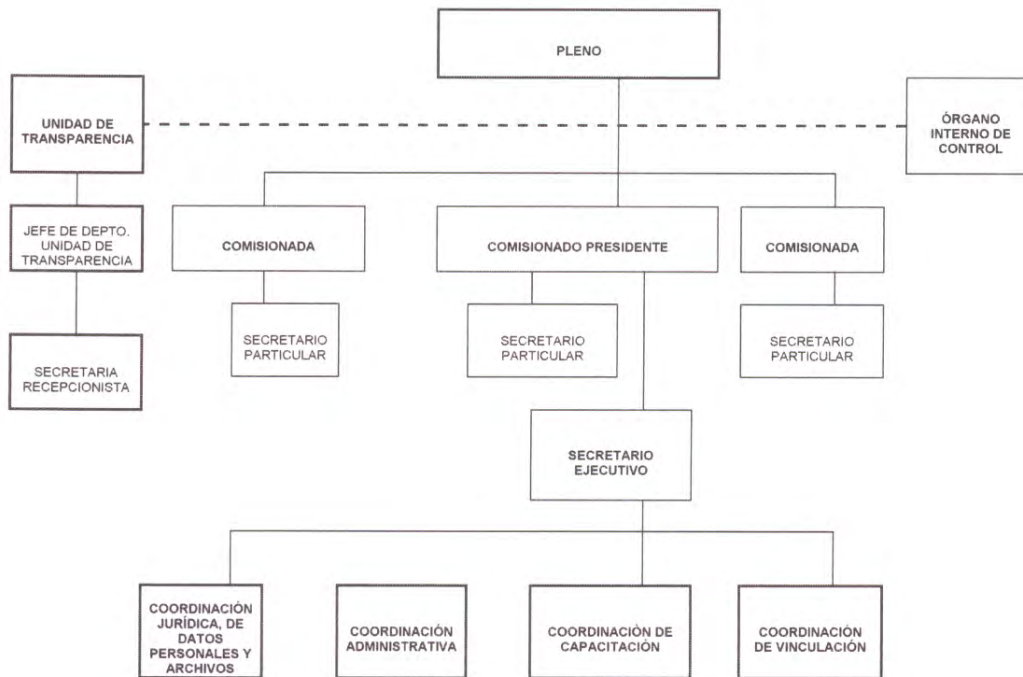 PLENO
UNIDAD DE
TRANSPARENCIA
ÓRGANO
INTERNO DE
CONTROL
JEFE DE DEPTO.
UNIDAD DE
TRANSPARENCIA
COMISIONADA
COMISIONADO PRESIDENTE
COMISIONADA
SECRETARIA
RECEPCIONISTA
SECRETARIO
PARTICULAR
SECRETARIO
PARTICULAR
SECRETARIO
PARTICULAR
SECRETARIO
EJECUTIVO
COORDINACIÓN
JURÍDICA, DE
DATOS
PERSONALES Y
ARCHIVOS
COORDINACIÓN
ADMINISTRATIVA
COORDINACIÓN DE
CAPACITACIÓN
COORDINACIÓN
DE VINCULACIÓN